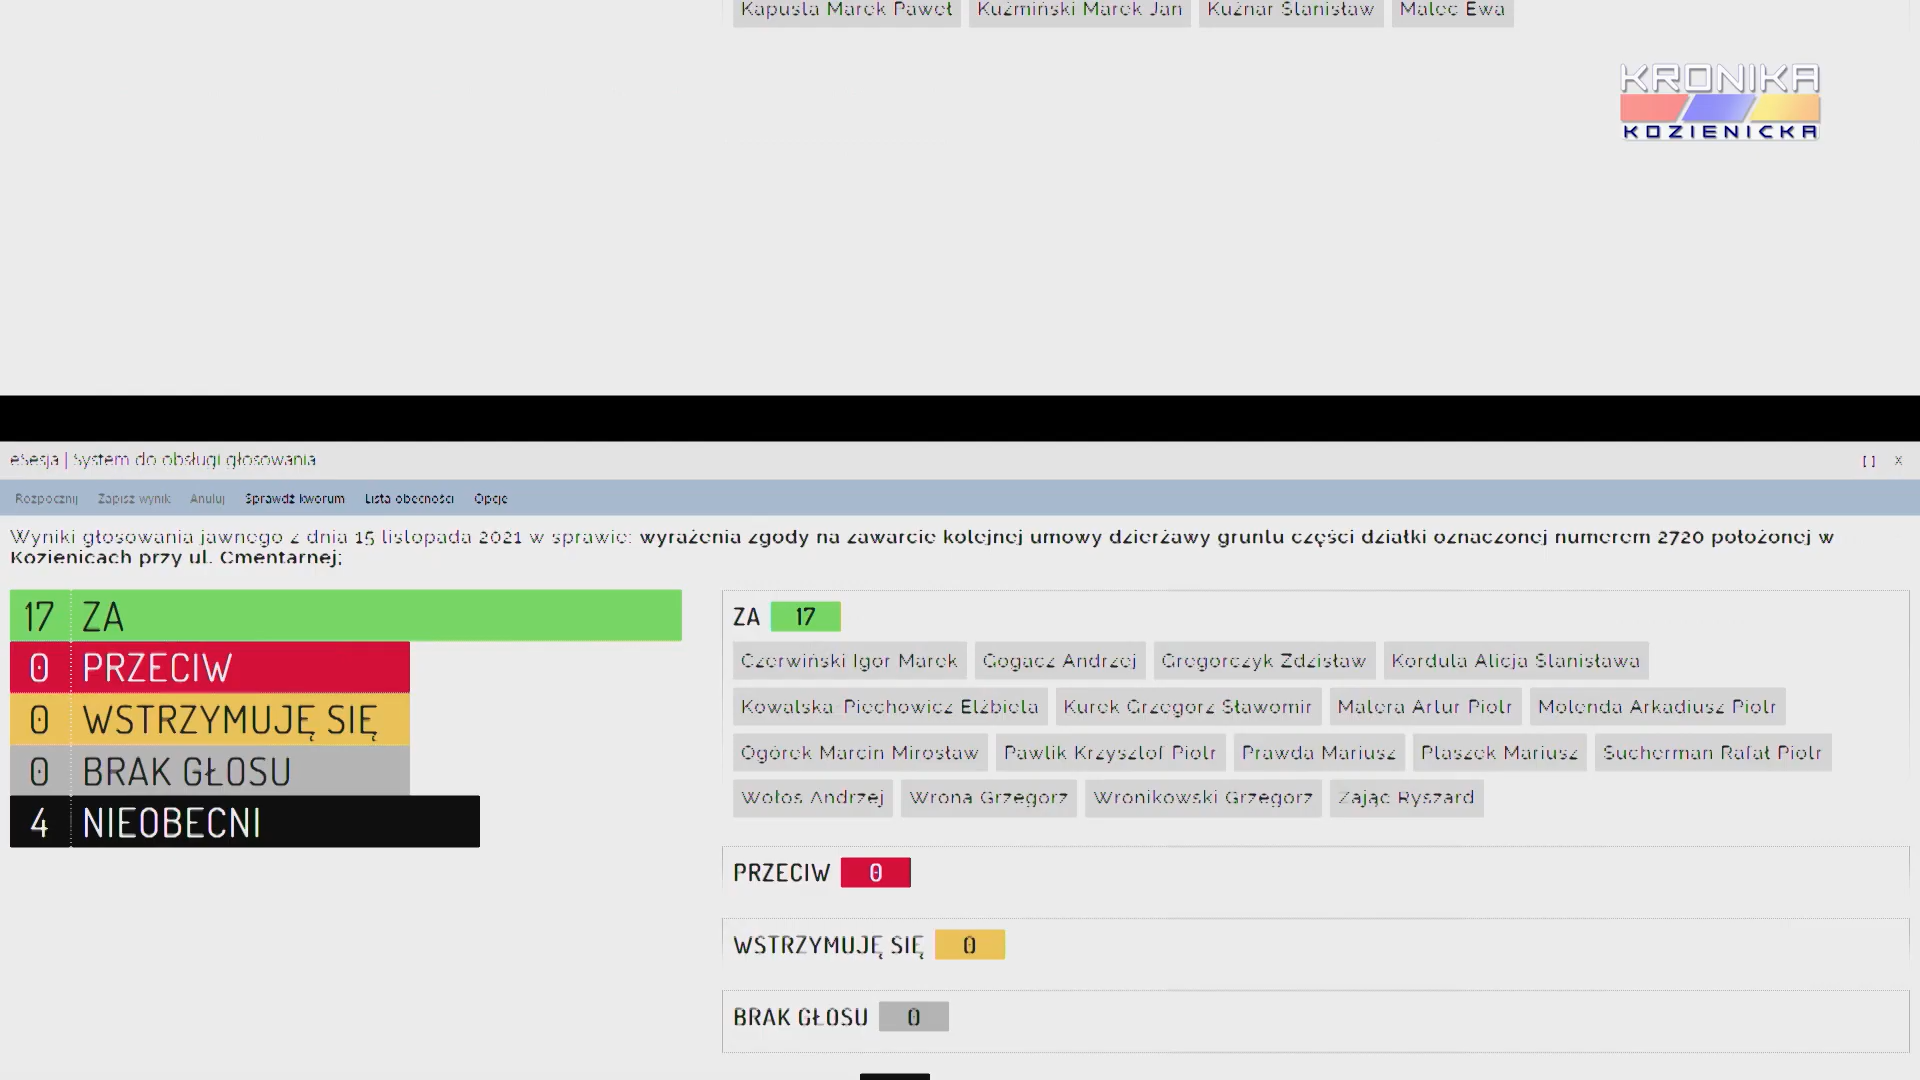 Kapusta Marek Paweł Kuźmiński Marek Jan Kuźnar Stanisław Malec Ewa
KRONIKA
KOZIENICKA
eSesja | System do obsługi głosowania
[ ] X
Rozpocznij Zapisz wynik Anuluj Sprawdź kworum Lista obecności Opcje
Wyniki głosowania jawnego z dnia 15 listopada 2021 w sprawie: wyrażenia zgody na zawarcie kolejnej umowy dzierżawy gruntu części działki oznaczonej numerem 2720 położonej w
Kozienicach przy ul. Cmentarnej;
17 ZA
0 PRZECIW
0 WSTRZYMUJĘ SIĘ
0 BRAK GŁOSU
4 NIEOBECNI
ZA 17
Czerwiński Igor Marek Gogacz Andrzej Gregorczyk Zdzisław Kordula Alicja Stanisława
Kowalska-Piechowicz Elżbieta Kurek Grzegorz Sławomir Matera Artur Piotr Molenda Arkadiusz Piotr
Ogórek Marcin Mirosław Pawlik Krzysztof Piotr Prawda Mariusz Ptaszek Mariusz Sucherman Rafał Piotr
Wołos Andrzej Wrona Grzegorz Wronikowski Grzegorz Zając Ryszard
PRZECIW 0
WSTRZYMUJĘ SIĘ 0
BRAK GŁOSU 0